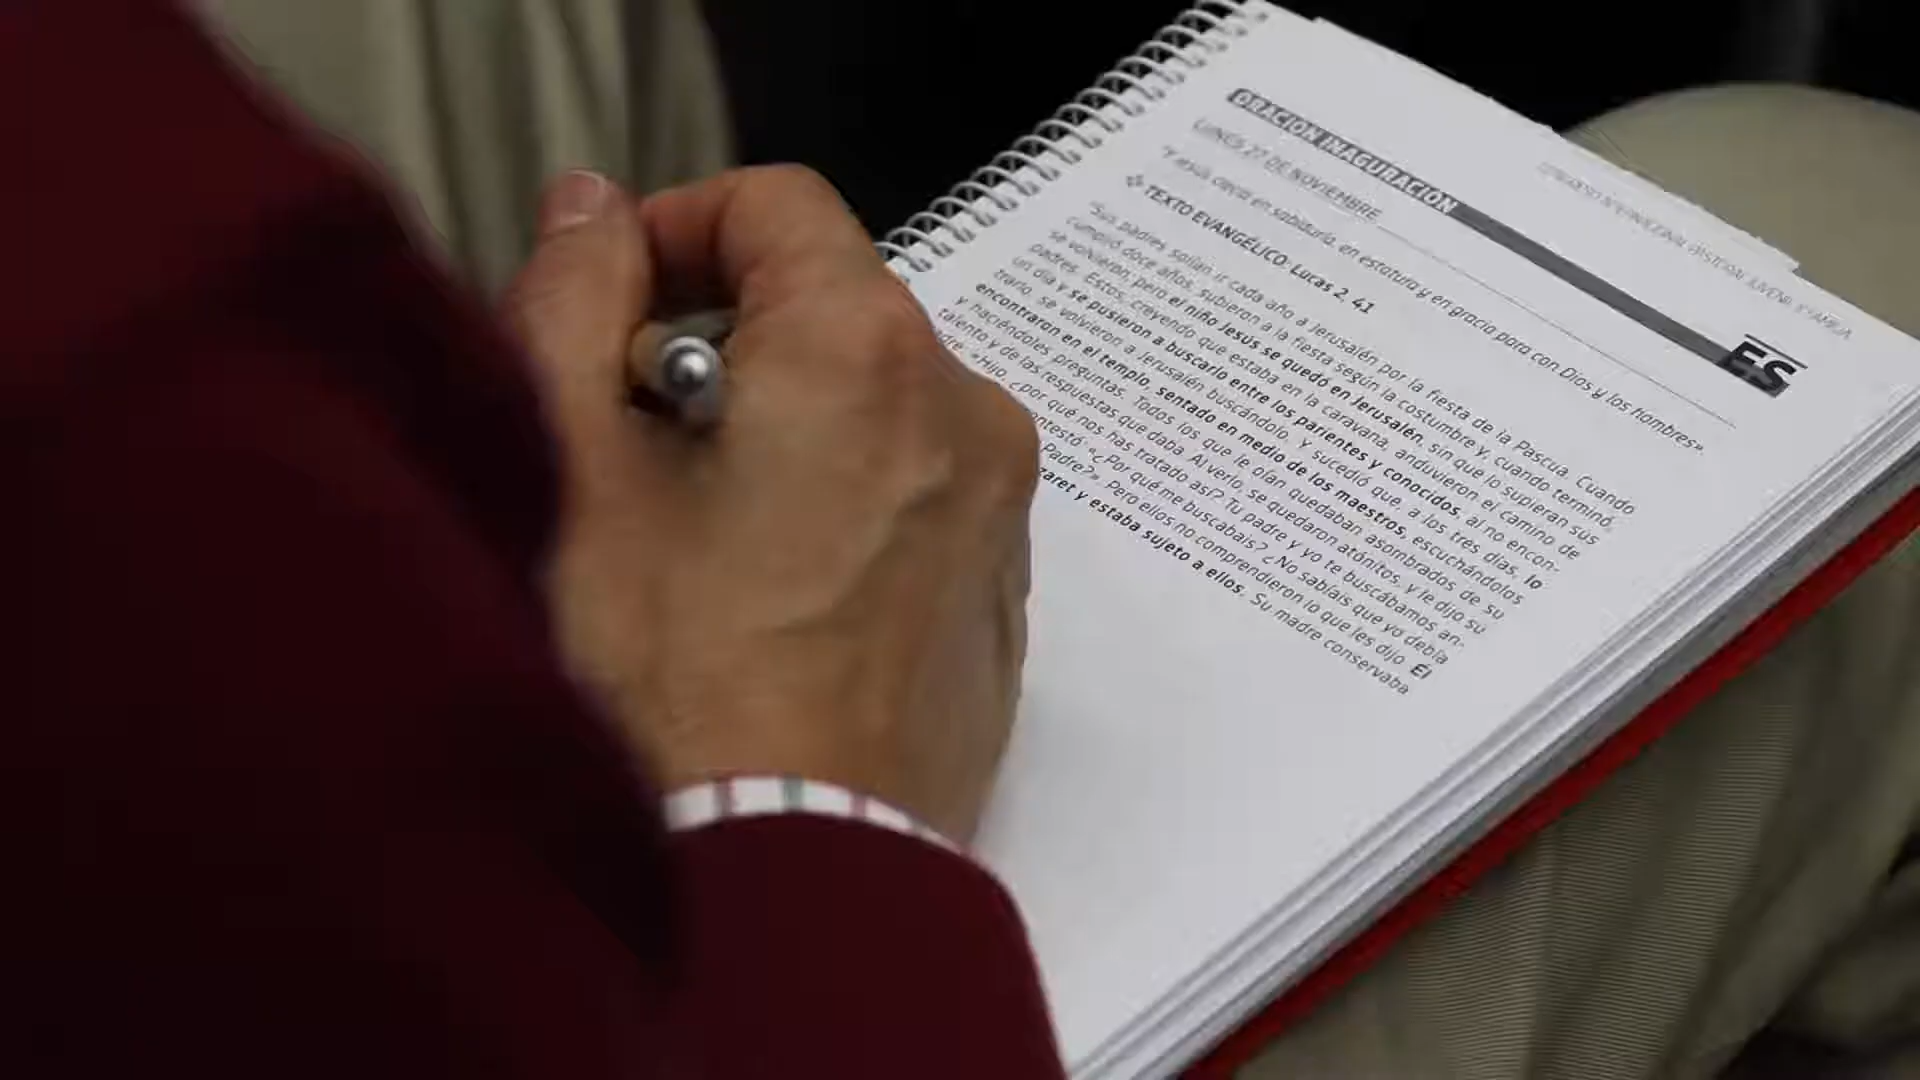 CONGRESO INTERNACIONAL PASTORAL JUVENIL Y FAMILIA
ORACIÓN INAGURACIÓN
ES
LUNES 27 DE NOVIEMBRE
"Y Jesús crecía en sabiduría, en estatura y en gracia para con Dios y los hombres».
TEXTO EVANGÉLICO: Lucas 2, 41
"Sus padres solían ir cada año a Jerusalén por la fiesta de la Pascua. Cuando
cumplió doce años, subieron a la fiesta según la costumbre y, cuando terminó,
se volvieron; pero el niño Jesús se quedó en Jerusalén, sin que lo supieran sus
padres. Estos, creyendo que estaba en la caravana, anduvieron el camino de
un día y se pusieron a buscarlo entre los parientes y conocidos, al no encon-
trarlo, se volvieron a Jerusalén buscándolo. Y sucedió que, a los tres días, lo
encontraron en el templo, sentado en medio de los maestros, escuchándolos
y haciéndoles preguntas. Todos los que le oían quedaban asombrados de su
talento y de las respuestas que daba. Al verlo, se quedaron atónitos, y le dijo su
adre: «Hijo, ¿por qué nos has tratado así? Tu padre y yo te buscábamos an-
ontestó: «¿Por qué me buscabais? ¿No sabíais que yo debía
Padre?». Pero ellos no comprendieron lo que les dijo. Él
zaret y estaba sujeto a ellos. Su madre conservaba